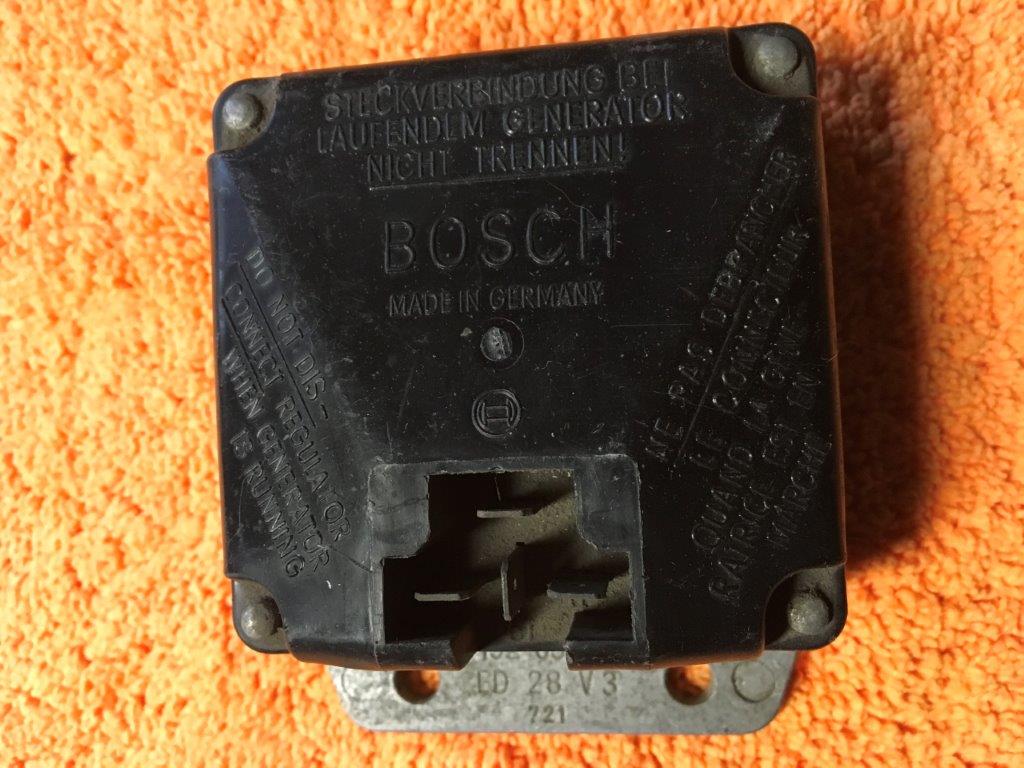 STECKVERBINDUNG BEI
LAUFENDEM GENERATOR
NICHT TRENNEN!
BOSCH
MADE IN GERMANY
DO NOT DIS-
CONNECT REGULATOR
WHEN GENERATOR
IS RUNNING
NE PAS DEBRANCHER
LE CONNECTEUR
QUAND LA GENE
RATRICE EST EN
MARCHE
ED 28 V3
721